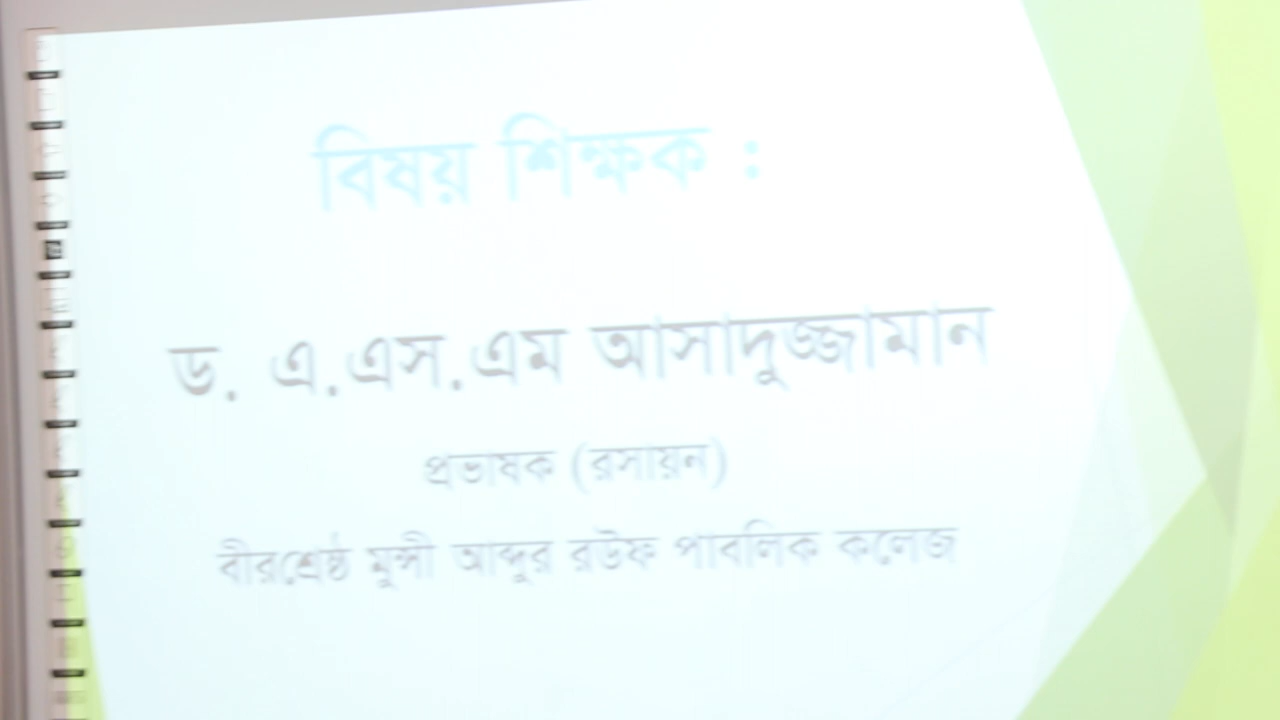 বিষয় শিক্ষক :
ড. এ.এস.এম আসাদুজ্জামান
প্রভাষক (রসায়ন)
বীরশ্রেষ্ঠ মুন্সী আব্দুর রউফ পাবলিক কলেজ